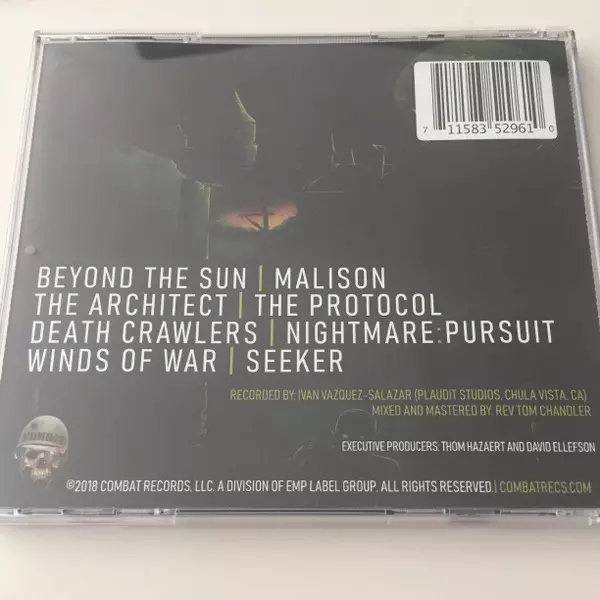 7 11583 52961 0
BEYOND THE SUN | MALISON
THE ARCHITECT | THE PROTOCOL
DEATH CRAWLERS | NIGHTMARE:PURSUIT
WINDS OF WAR | SEEKER
RECORDED BY: IVAN VAZQUEZ-SALAZAR (PLAUDIT STUDIOS, CHULA VISTA, CA)
MIXED AND MASTERED BY: REV TOM CHANDLER
EXECUTIVE PRODUCERS: THOM HAZAERT AND DAVID ELLEFSON
©2018 COMBAT RECORDS, LLC. A DIVISION OF EMP LABEL GROUP. ALL RIGHTS RESERVED. | COMBATRECS.COM